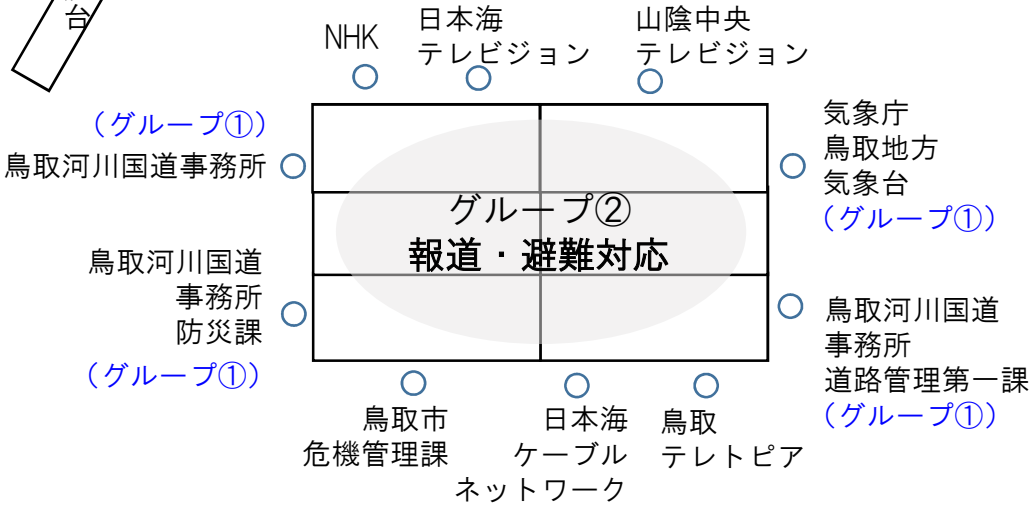 台
NHK
日本海
テレビジョン
山陰中央
テレビジョン
（グループ①）
鳥取河川国道事務所
気象庁
鳥取地方
気象台
（グループ①）
グループ②
報道・避難対応
鳥取河川国道
事務所
防災課
（グループ①）
鳥取河川国道
事務所
道路管理第一課
（グループ①）
鳥取市
危機管理課
日本海
ケーブル
ネットワーク
鳥取
テレトピア